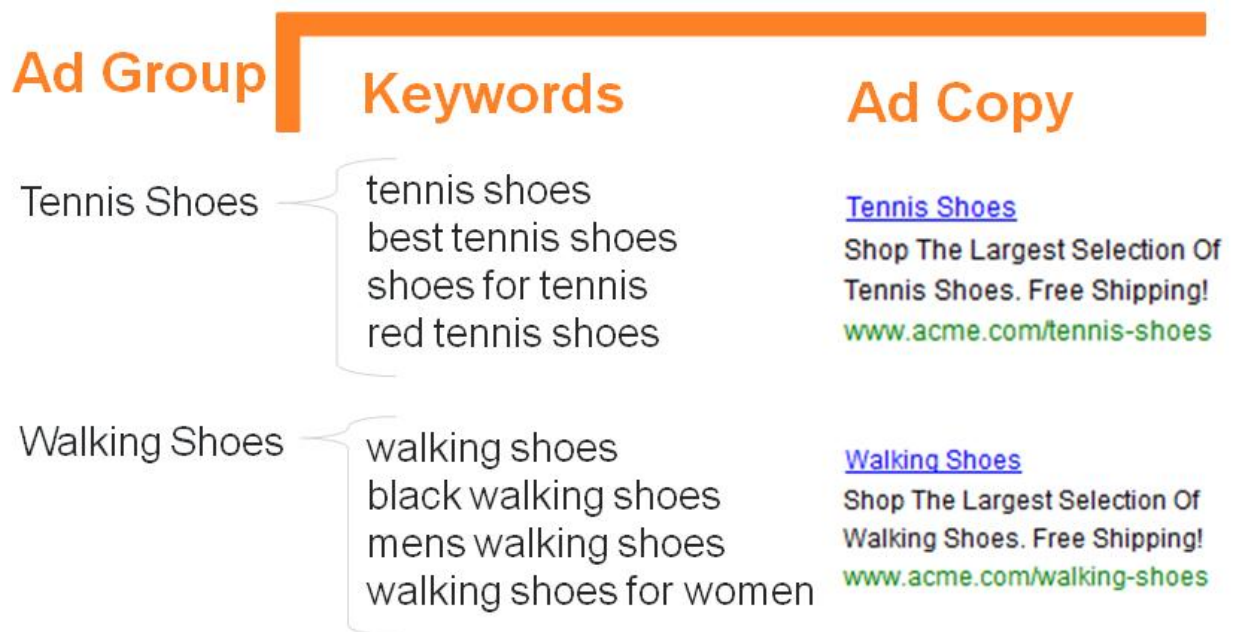 Ad Group
Keywords
Ad Copy
Tennis Shoes
tennis shoes
best tennis shoes
shoes for tennis
red tennis shoes
Tennis Shoes
Shop The Largest Selection Of
Tennis Shoes. Free Shipping!
www.acme.com/tennis-shoes
Walking Shoes
walking shoes
black walking shoes
mens walking shoes
walking shoes for women
Walking Shoes
Shop The Largest Selection Of
Walking Shoes. Free Shipping!
www.acme.com/walking-shoes